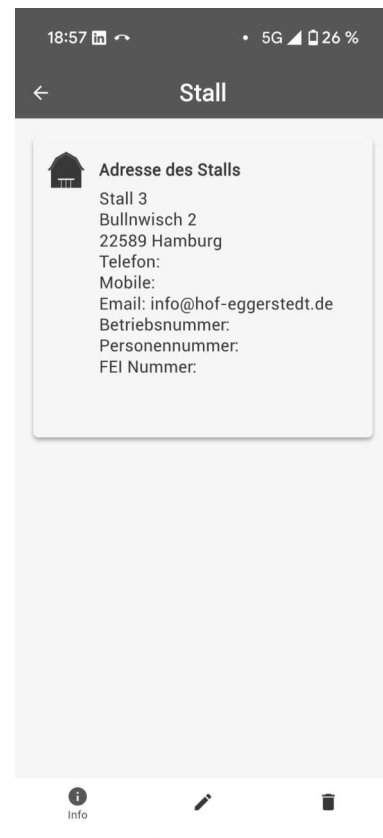 18:57 5G 26 %
Stall
Adresse des Stalls
Stall 3
Bullnwisch 2
22589 Hamburg
Telefon:
Mobile:
Email: info@hof-eggerstedt.de
Betriebsnummer:
Personennummer:
FEI Nummer:
Info